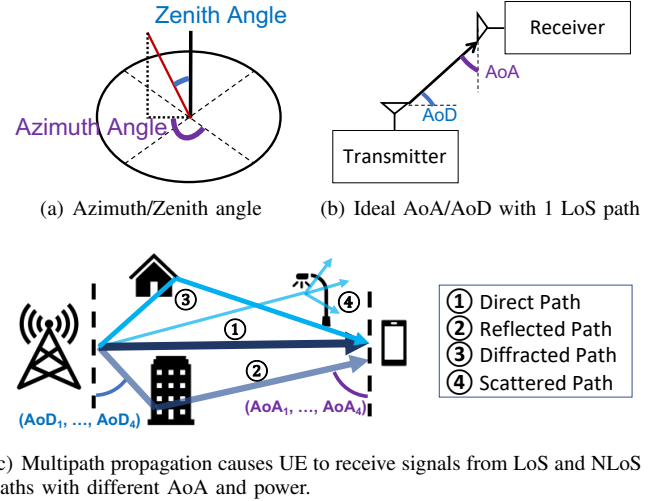 Zenith Angle
Azimuth Angle
(a) Azimuth/Zenith angle
Receiver
AoA
AoD
Transmitter
(b) Ideal AoA/AoD with 1 LoS path
③
④
①
②
(AoD1, ..., AoD4)
(AoA1, ..., AoA4)
① Direct Path
② Reflected Path
③ Diffracted Path
④ Scattered Path
c) Multipath propagation causes UE to receive signals from LoS and NLoS
aths with different AoA and power.